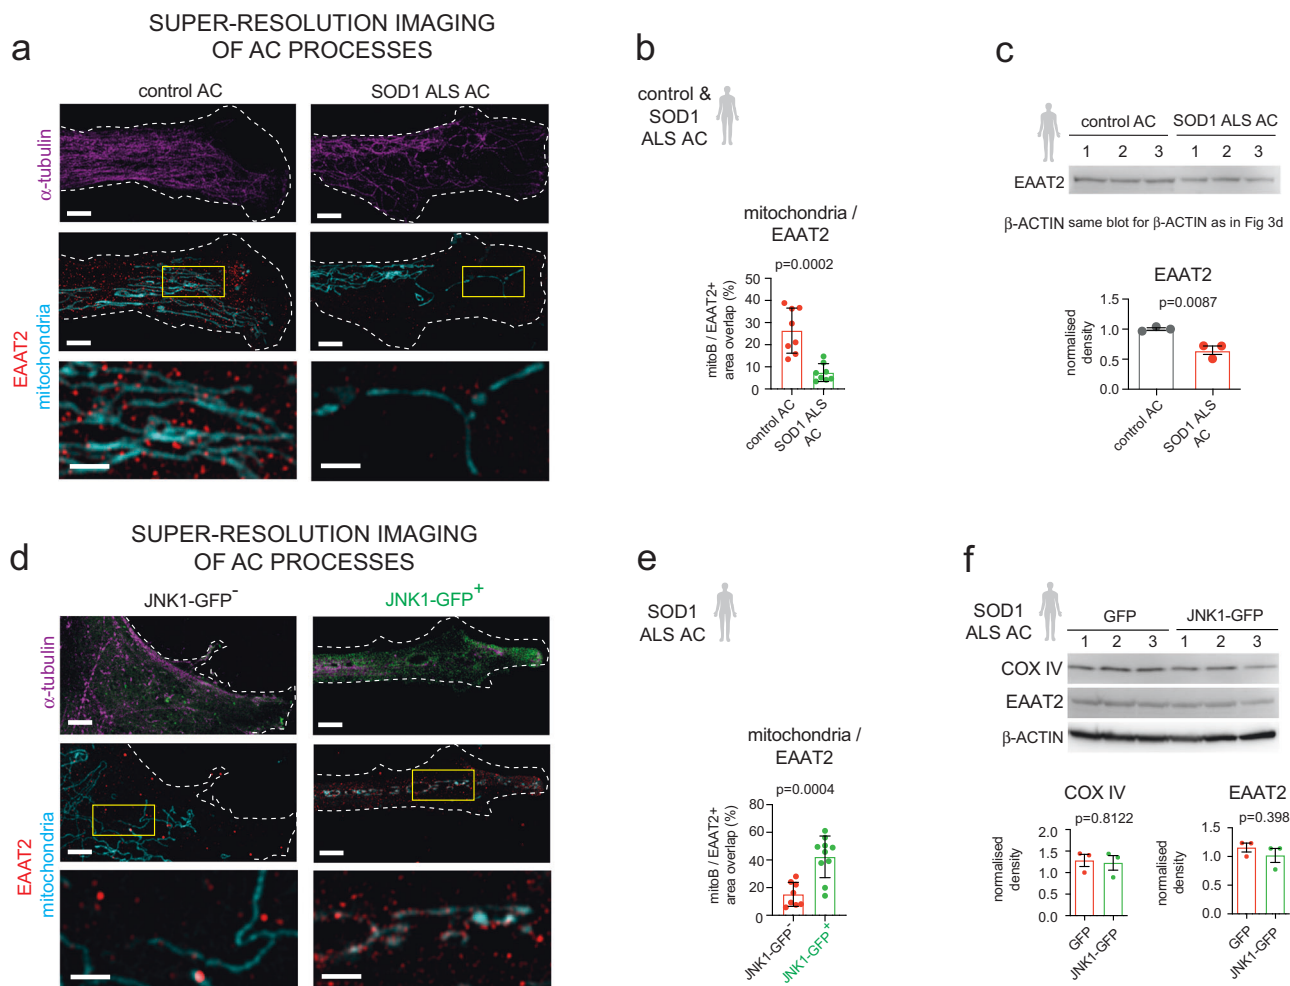 a
SUPER-RESOLUTION IMAGING
OF AC PROCESSES
control AC
SOD1 ALS AC
α-tubulin
EAAT2
mitochondria
b
control &
SOD1
ALS AC
mitochondria /
EAAT2
p=0.0002
mitoB / EAAT2+
area overlap (%)
50
40
30
20
10
0
control AC
SOD1 ALS
AC
c
control AC
SOD1 ALS AC
1 2 3 1 2 3
EAAT2
β-ACTIN same blot for β-ACTIN as in Fig 3d
EAAT2
p=0.0087
normalised
density
1.5
1.0
0.5
0.0
control AC
SOD1 ALS
AC
d
SUPER-RESOLUTION IMAGING
OF AC PROCESSES
JNK1-GFP-
JNK1-GFP+
α-tubulin
EAAT2
mitochondria
e
SOD1
ALS AC
mitochondria /
EAAT2
p=0.0004
mitoB / EAAT2+
area overlap (%)
80
60
40
20
0
JNK1-GFP-
JNK1-GFP+
f
SOD1
ALS AC
GFP
JNK1-GFP
1 2 3 1 2 3
COX IV
EAAT2
β-ACTIN
COX IV
p=0.8122
normalised
density
2.0
1.5
1.0
0.5
0.0
GFP
JNK1-GFP
EAAT2
p=0.398
normalised
density
1.5
1.0
0.5
0.0
GFP
JNK1-GFP